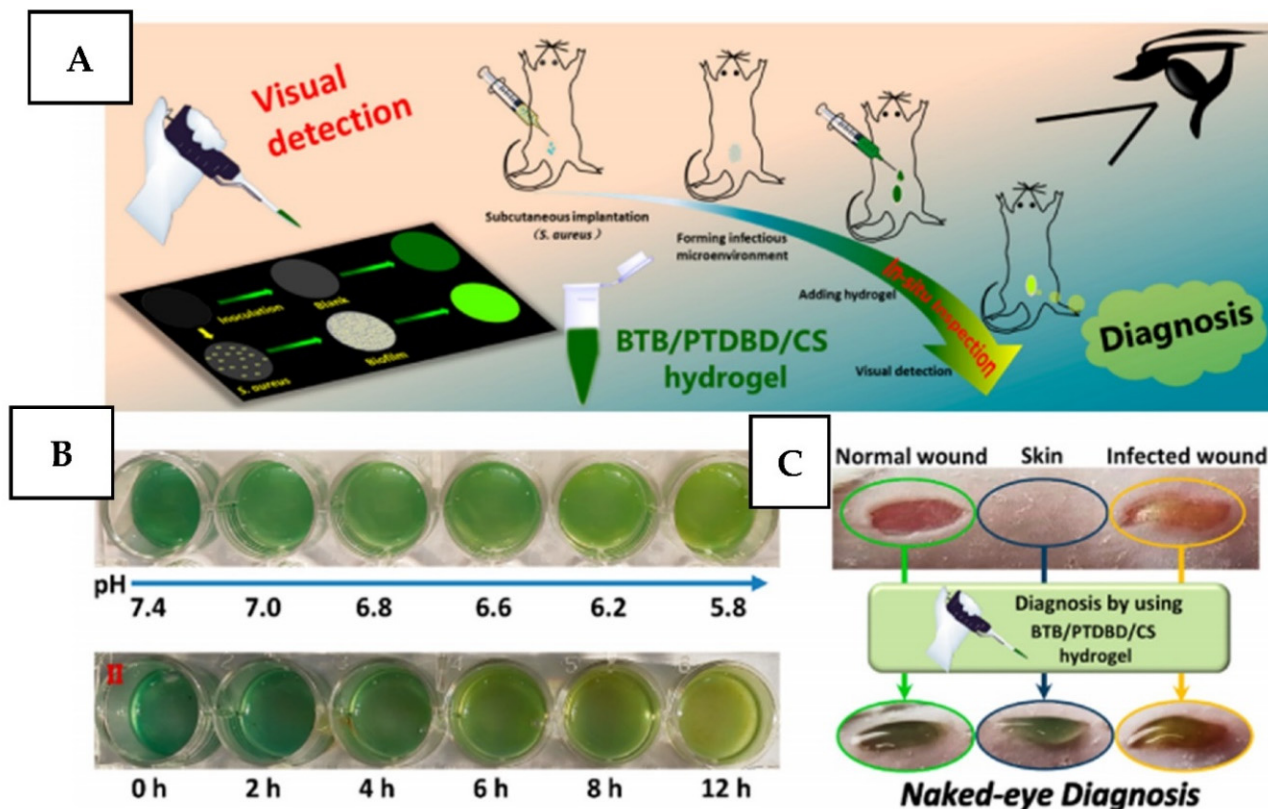 A
Visual
detection
Subcutaneous implantation
(S. aureus)
Forming infectious
microenvironment
Adding hydrogel
Visual detection
In-situ inspection
Diagnosis
Inoculation
Blank
S. aureus
Biofilm
BTB/PTDBD/CS
hydrogel
B
pH
7.4 7.0 6.8 6.6 6.2 5.8
II
0 h 2 h 4 h 6 h 8 h 12 h
C
Normal wound Skin Infected wound
Diagnosis by using
BTB/PTDBD/CS
hydrogel
Naked-eye Diagnosis